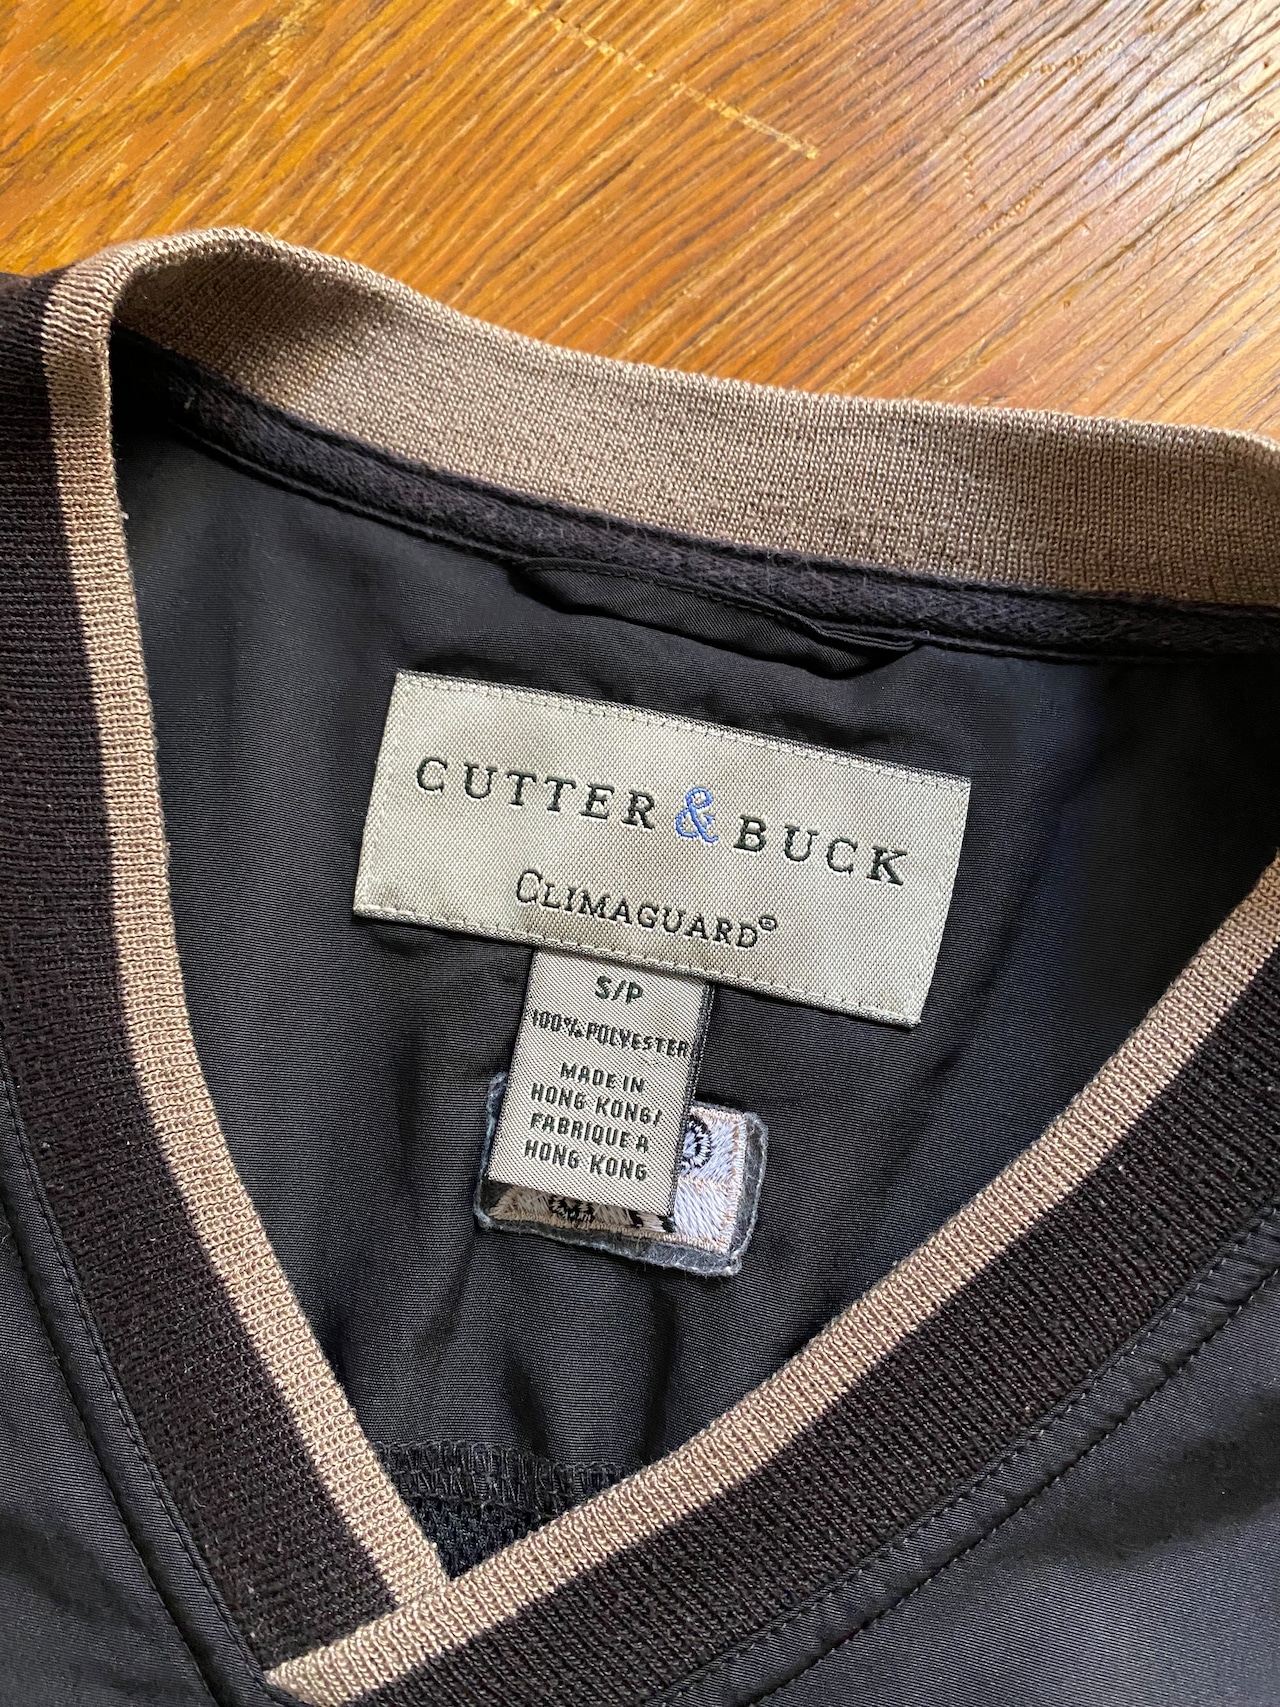 CUTTER & BUCK
CLIMAGUARD®
S/P
100% POLYESTER
MADE IN
HONG KONG/
FABRIQUE A
HONG KONG